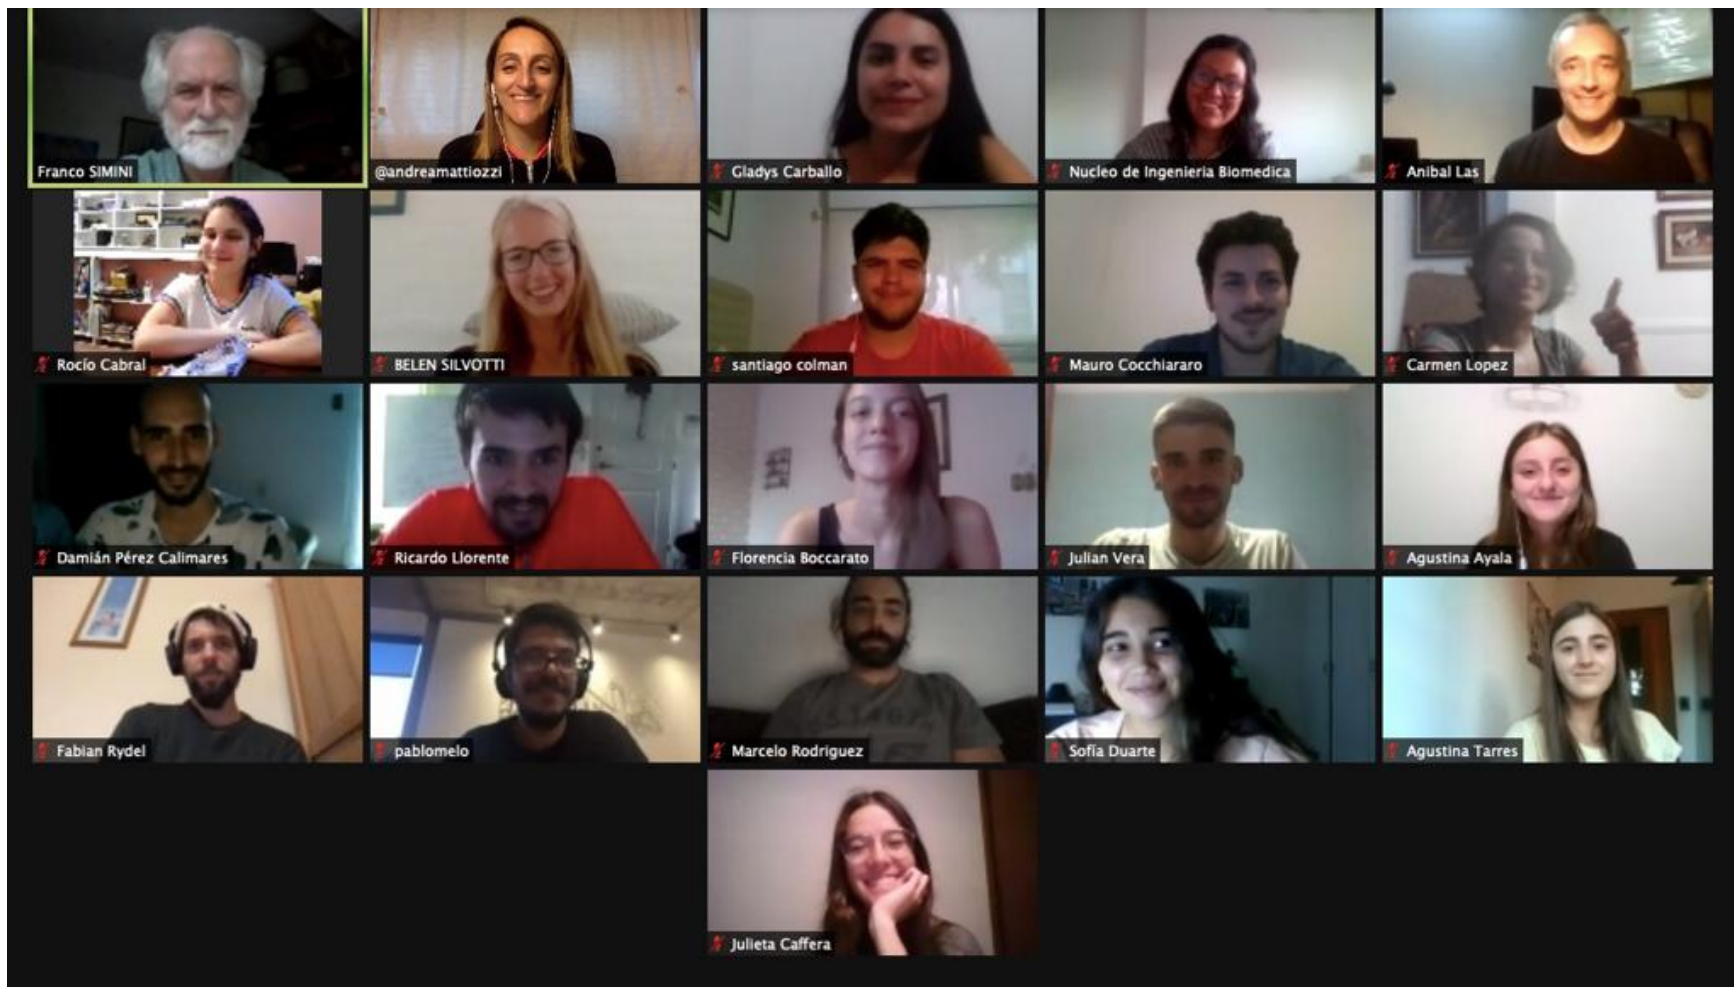 Franco SIMINI
@andreamattiozzi
Gladys Carballo
Nucleo de Ingenieria Biomedica
Anibal Las
Rocío Cabral
BELEN SILVOTTI
santiago colman
Mauro Cocchiararo
Carmen Lopez
Damián Pérez Calimares
Ricardo Llorente
Florencia Boccarato
Julian Vera
Agustina Ayala
Fabian Rydel
pablomelo
Marcelo Rodriguez
Sofía Duarte
Agustina Tarres
Julieta Caffera